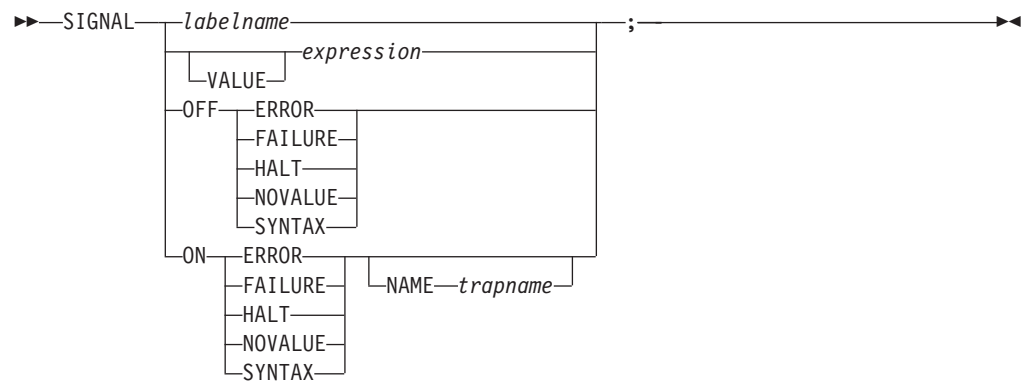 SIGNAL labelname ;
expression
VALUE
OFF ERROR
FAILURE
HALT
NOVALUE
SYNTAX
ON ERROR
FAILURE NAME trapname
HALT
NOVALUE
SYNTAX